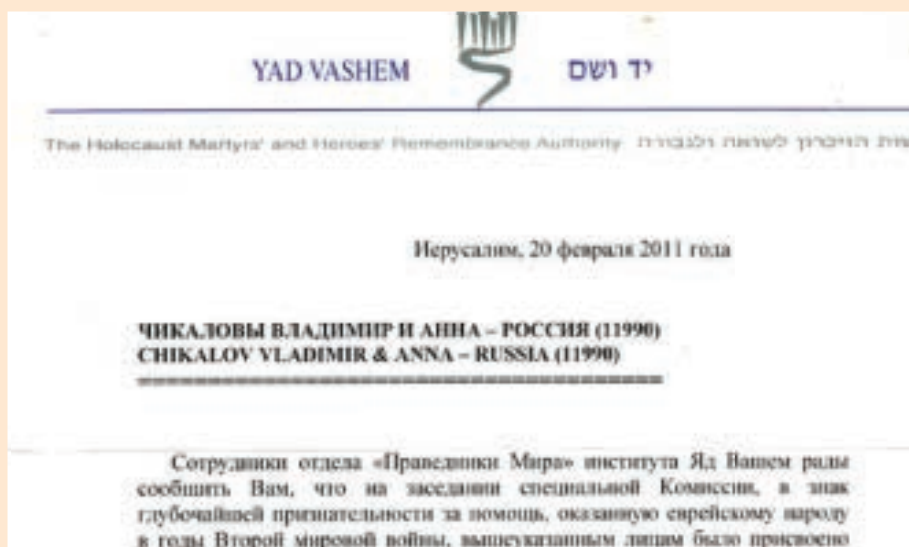 YAD VASHEM יד ושם
The Holocaust Martyrs' and Heroes' Remembrance Authority הזיכרון לשואה ולגבורה
Иерусалим, 20 февраля 2011 года
ЧИКАЛОВЫ ВЛАДИМИР И АННА – РОССИЯ (11990)
CHIKALOV VLADIMIR & ANNA – RUSSIA (11990)
Сотрудники отдела «Праведники Мира» института Яд Вашем рады
сообщить Вам, что на заседании специальной Комиссии, в знак
глубочайшей признательности за помощь, оказанную еврейскому народу
в годы Второй мировой войны, вышеуказанным лицам было присвоено